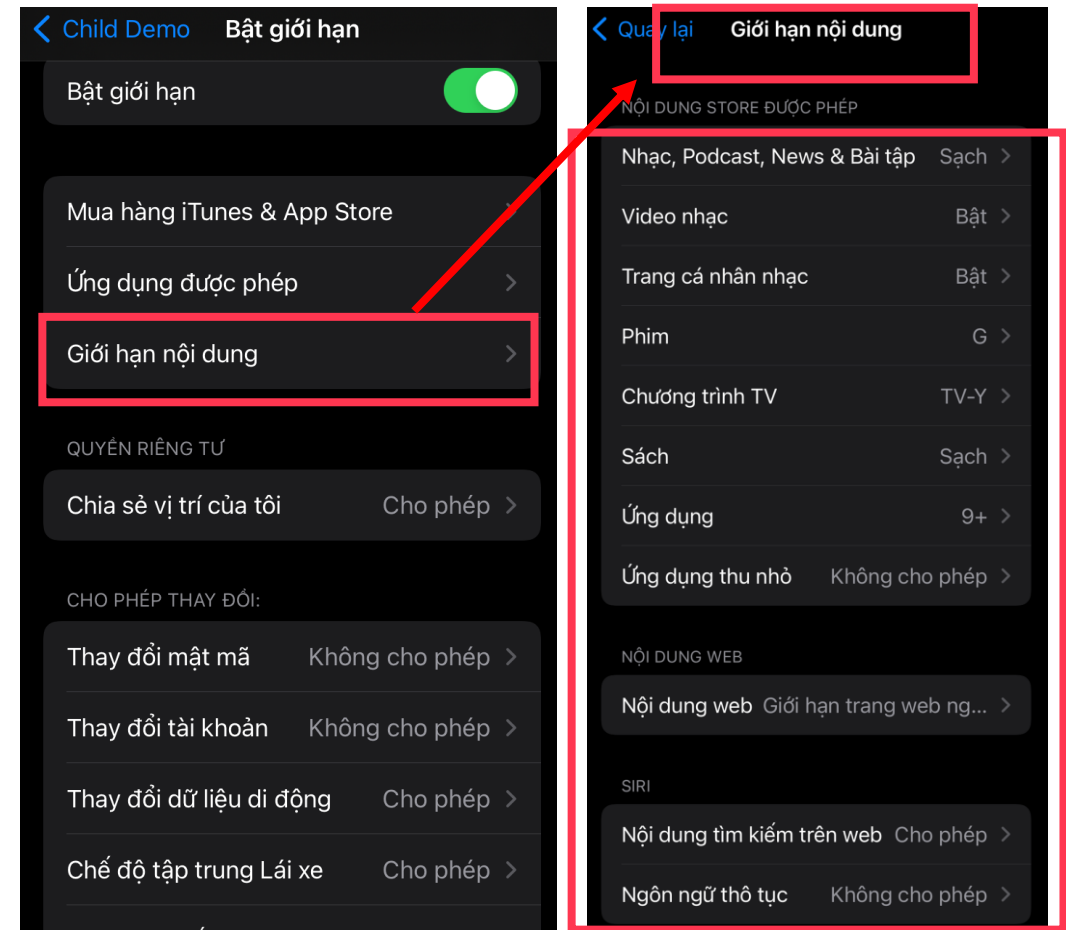 Child Demo Bật giới hạn
Bật giới hạn
Mua hàng iTunes & App Store
Ứng dụng được phép
Giới hạn nội dung
QUYỀN RIÊNG TƯ
Chia sẻ vị trí của tôi Cho phép
CHO PHÉP THAY ĐỔI:
Thay đổi mật mã Không cho phép
Thay đổi tài khoản Không cho phép
Thay đổi dữ liệu di động Cho phép
Chế độ tập trung Lái xe Cho phép
Quay lại Giới hạn nội dung
NỘI DUNG STORE ĐƯỢC PHÉP
Nhạc, Podcast, News & Bài tập Sạch
Video nhạc Bật
Trang cá nhân nhạc Bật
Phim G
Chương trình TV TV-Y
Sách Sạch
Ứng dụng 9+
Ứng dụng thu nhỏ Không cho phép
NỘI DUNG WEB
Nội dung web Giới hạn trang web ng...
SIRI
Nội dung tìm kiếm trên web Cho phép
Ngôn ngữ thô tục Không cho phép